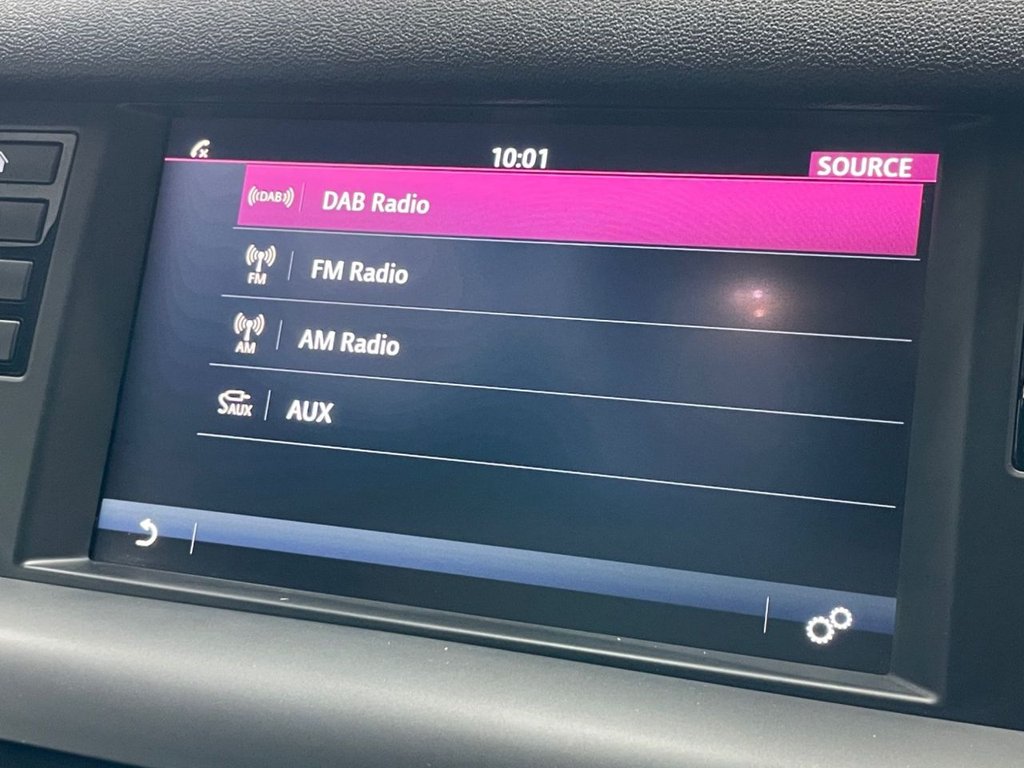 10:01
SOURCE
DAB DAB Radio
FM FM Radio
AM AM Radio
AUX AUX